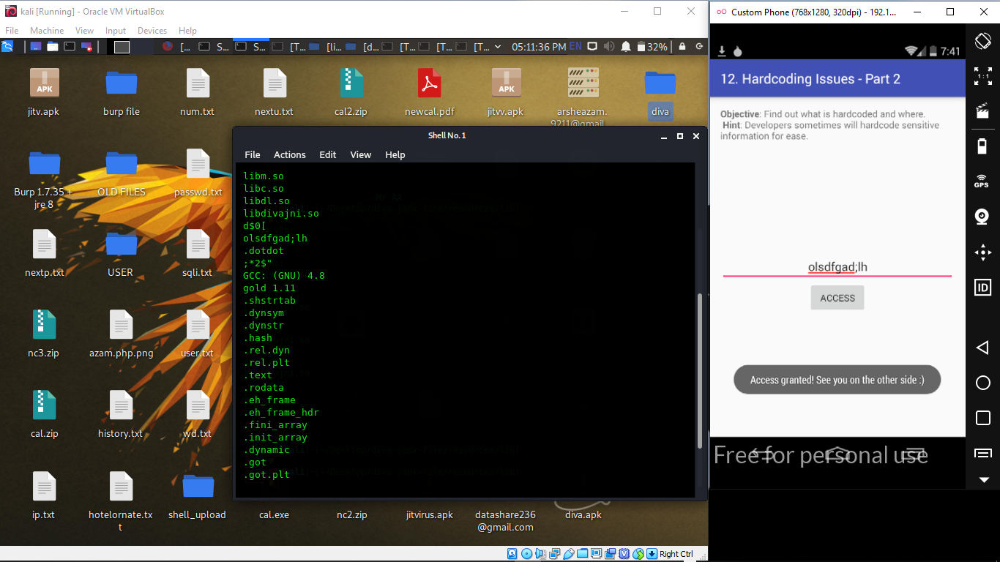 kali [Running] - Oracle VM VirtualBox
File Machine View Input Devices Help
[... S... S... [T... [li... [d... [T... [T... [T... 05:11:36 PM EN 32%
jitv.apk burp file num.txt nextu.txt cal2.zip newcal.pdf jitvv.apk arsheazam. diva
9211@gmail
Burp 1.7.35 + jre 8 OLD FILES passwd.txt
nextp.txt USER sqli.txt
nc3.zip azam.php.png user.txt
cal.zip history.txt wd.txt
ip.txt hotelornate.tx shell_upload cal.exe nc2.zip jitvirus.apk datashare236 diva.apk
t @gmail.com
Shell No. 1
File Actions Edit View Help
libm.so
libc.so
libdl.so
libdivajni.so
d$0[
olsdfgad;lh
.dotdot
;*2$"
GCC: (GNU) 4.8
gold 1.11
.shstrtab
.dynsym
.dynstr
.hash
.rel.dyn
.rel.plt
.text
.rodata
.eh_frame
.eh_frame_hdr
.fini_array
.init_array
.dynamic
.got
.got.plt
Right Ctrl
Custom Phone (768x1280, 320dpi) - 192.1...
7:41
12. Hardcoding Issues - Part 2
Objective: Find out what is hardcoded and where.
Hint: Developers sometimes will hardcode sensitive
information for ease.
olsdfgad;lh
ACCESS
Access granted! See you on the other side :)
Free for personal use
1:1
GPS
ID